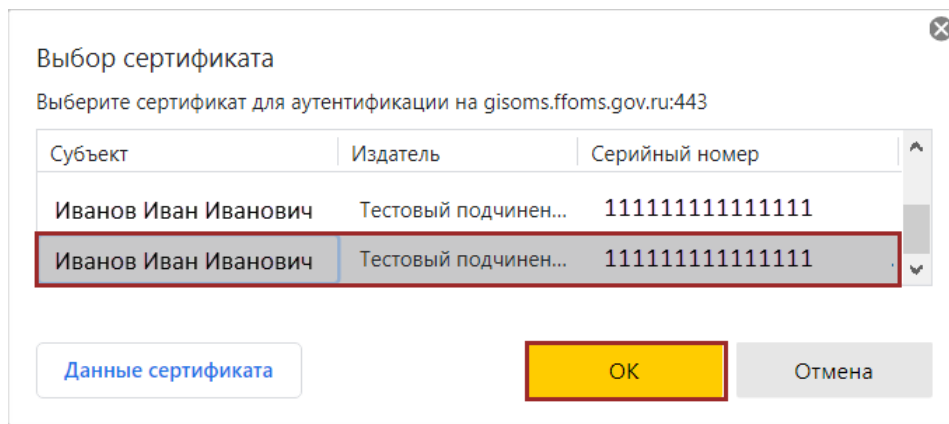 Выбор сертификата
Выберите сертификат для аутентификации на gisoms.ffoms.gov.ru:443
Субъект Издатель Серийный номер
Иванов Иван Иванович Тестовый подчинен... 111111111111111
Иванов Иван Иванович Тестовый подчинен... 111111111111111
Данные сертификата ОК Отмена